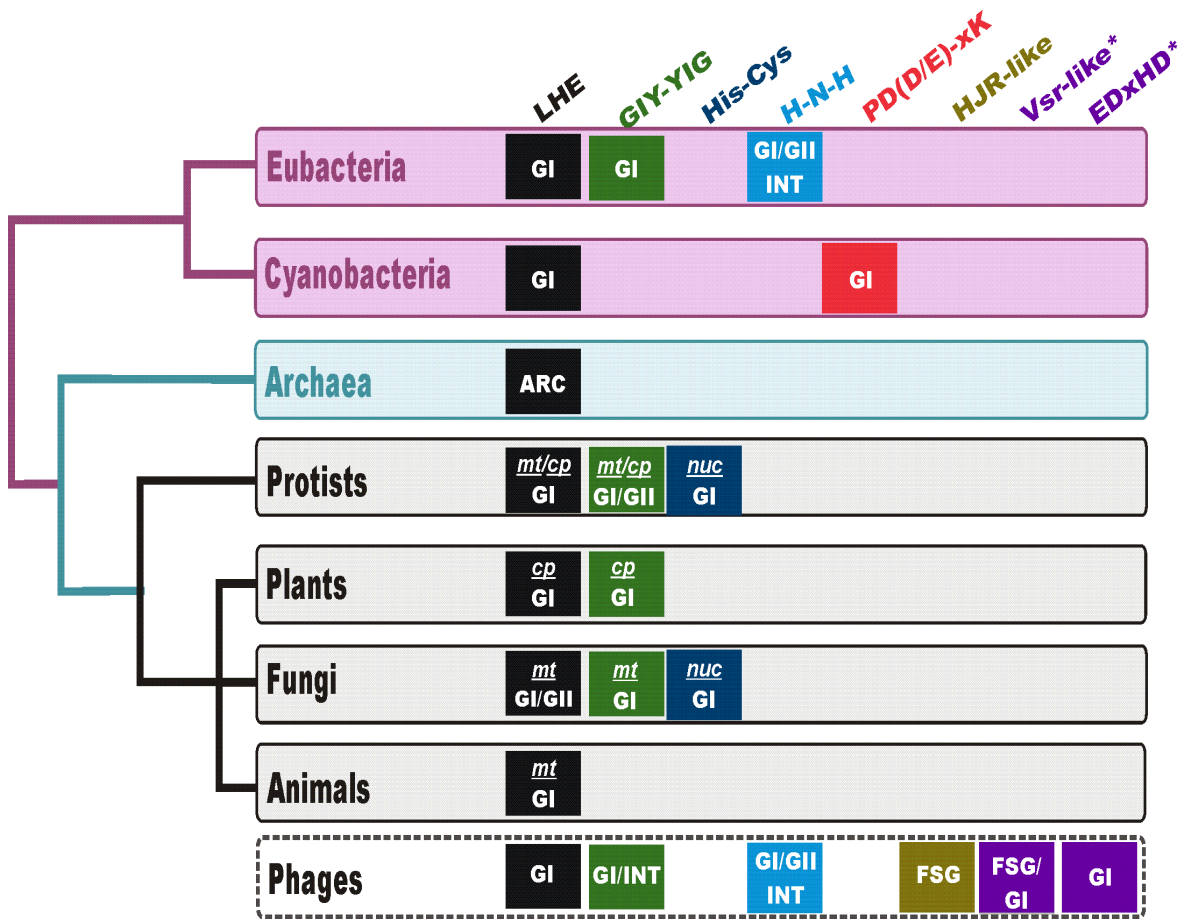 LHE GIY-YIG His-Cys H-N-H PD(D/E)-xK HJR-like Vsr-like* EDxHD*
Eubacteria GI GI GI/GII
INT
Cyanobacteria GI GI
Archaea ARC
Protists mt/cp mt/cp nuc
GI GI/GII GI
Plants cp cp
GI GI
Fungi mt mt nuc
GI/GII GI GI
Animals mt
GI
Phages GI GI/INT GI/GII FSG FSG/ GI
INT GI